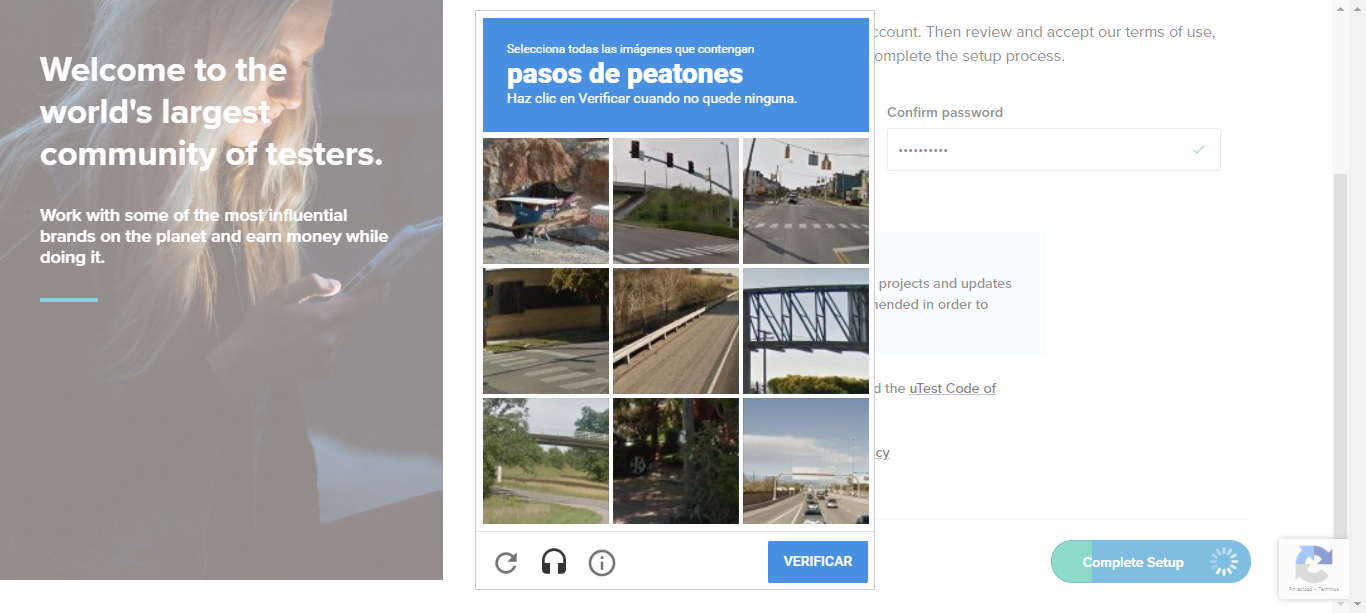 Welcome to the
world's largest
community of testers.
Work with some of the most influential
brands on the planet and earn money while
doing it.
Selecciona todas las imágenes que contengan
pasos de peatones
Haz clic en Verificar cuando no quede ninguna.
VERIFICAR
ccount. Then review and accept our terms of use,
omplete the setup process.
Confirm password
projects and updates
mended in order to
d the uTest Code of
cy
Complete Setup
Privacidad - Términos